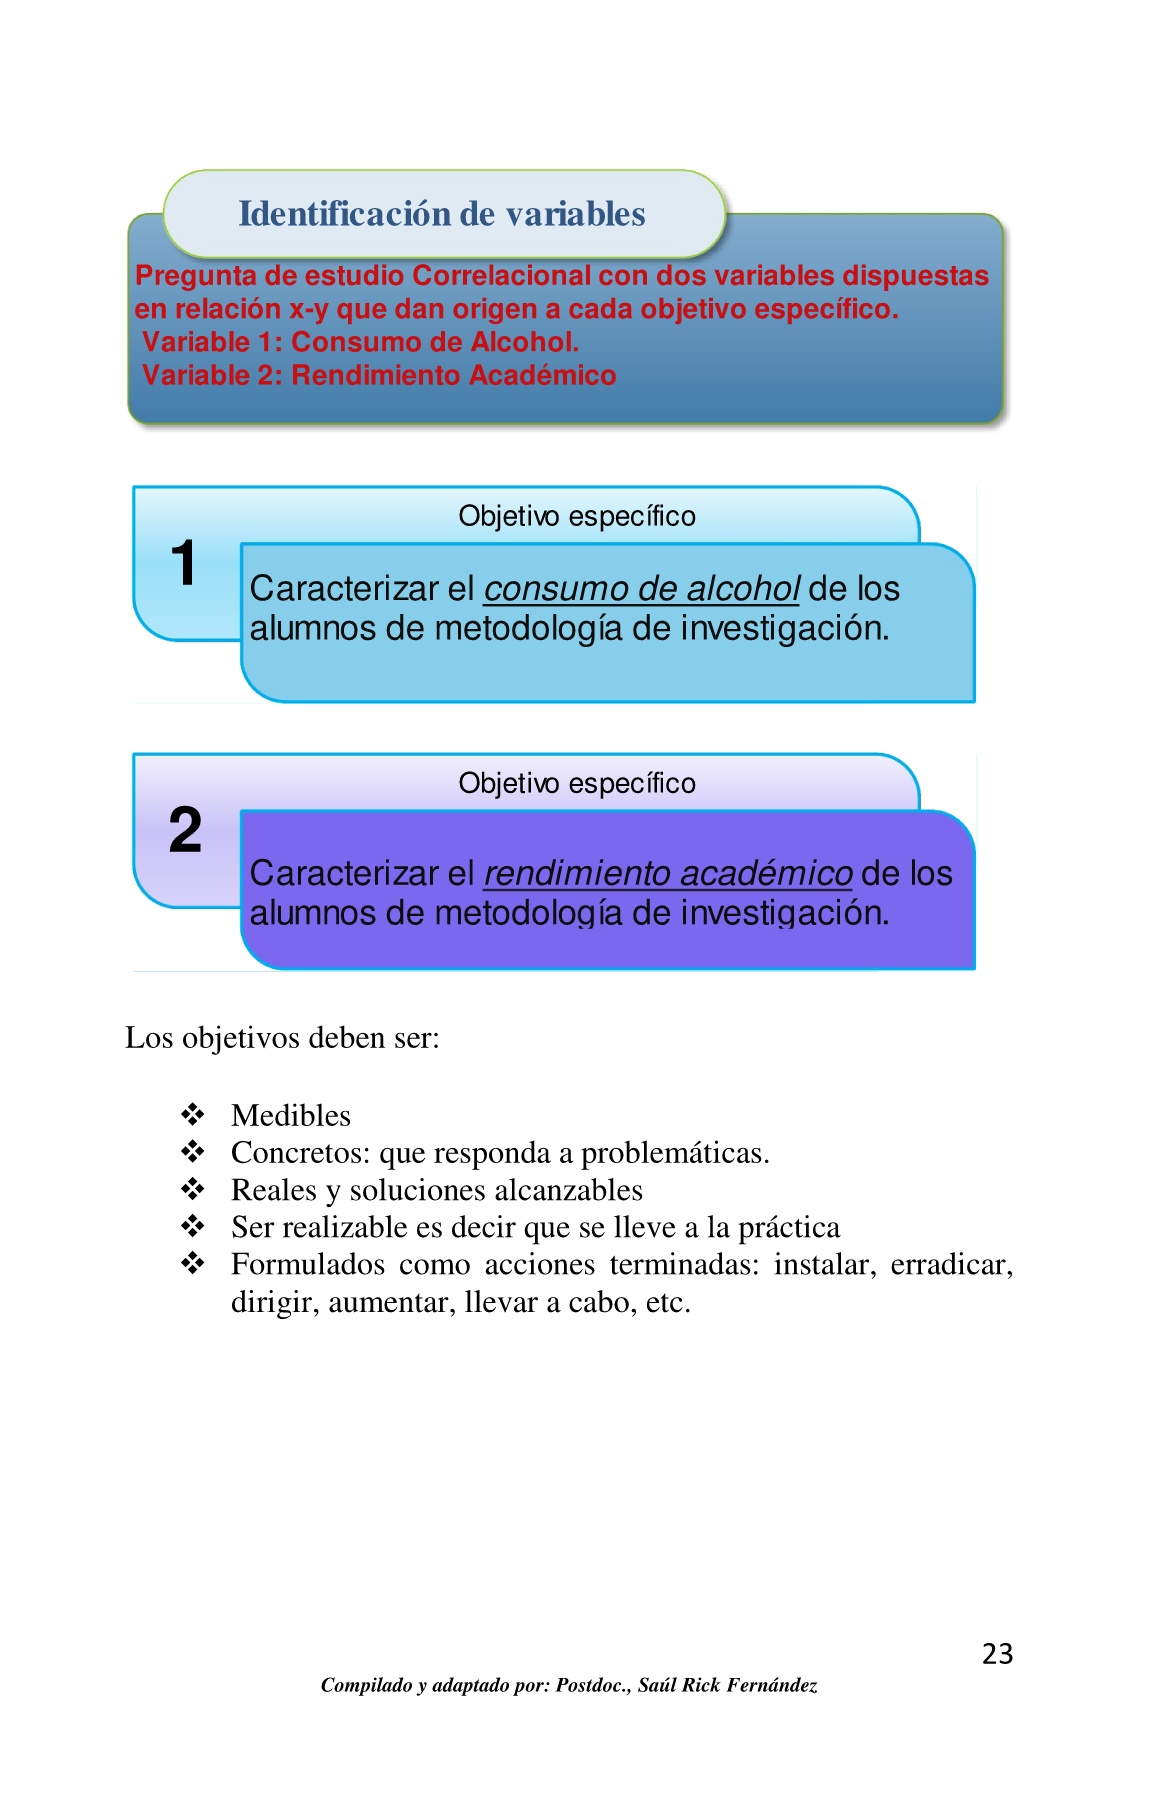 Identificación de variables
Pregunta de estudio Correlacional con dos variables dispuestas
en relación x-y que dan origen a cada objetivo específico.
Variable 1: Consumo de Alcohol.
Variable 2: Rendimiento Académico
Objetivo específico
1
Caracterizar el consumo de alcohol de los
alumnos de metodología de investigación.
Objetivo específico
2
Caracterizar el rendimiento académico de los
alumnos de metodología de investigación.
Los objetivos deben ser:
❖ Medibles
❖ Concretos: que responda a problemáticas.
❖ Reales y soluciones alcanzables
❖ Ser realizable es decir que se lleve a la práctica
❖ Formulados como acciones terminadas: instalar, erradicar,
dirigir, aumentar, llevar a cabo, etc.
23
Compilado y adaptado por: Postdoc., Saúl Rick Fernández